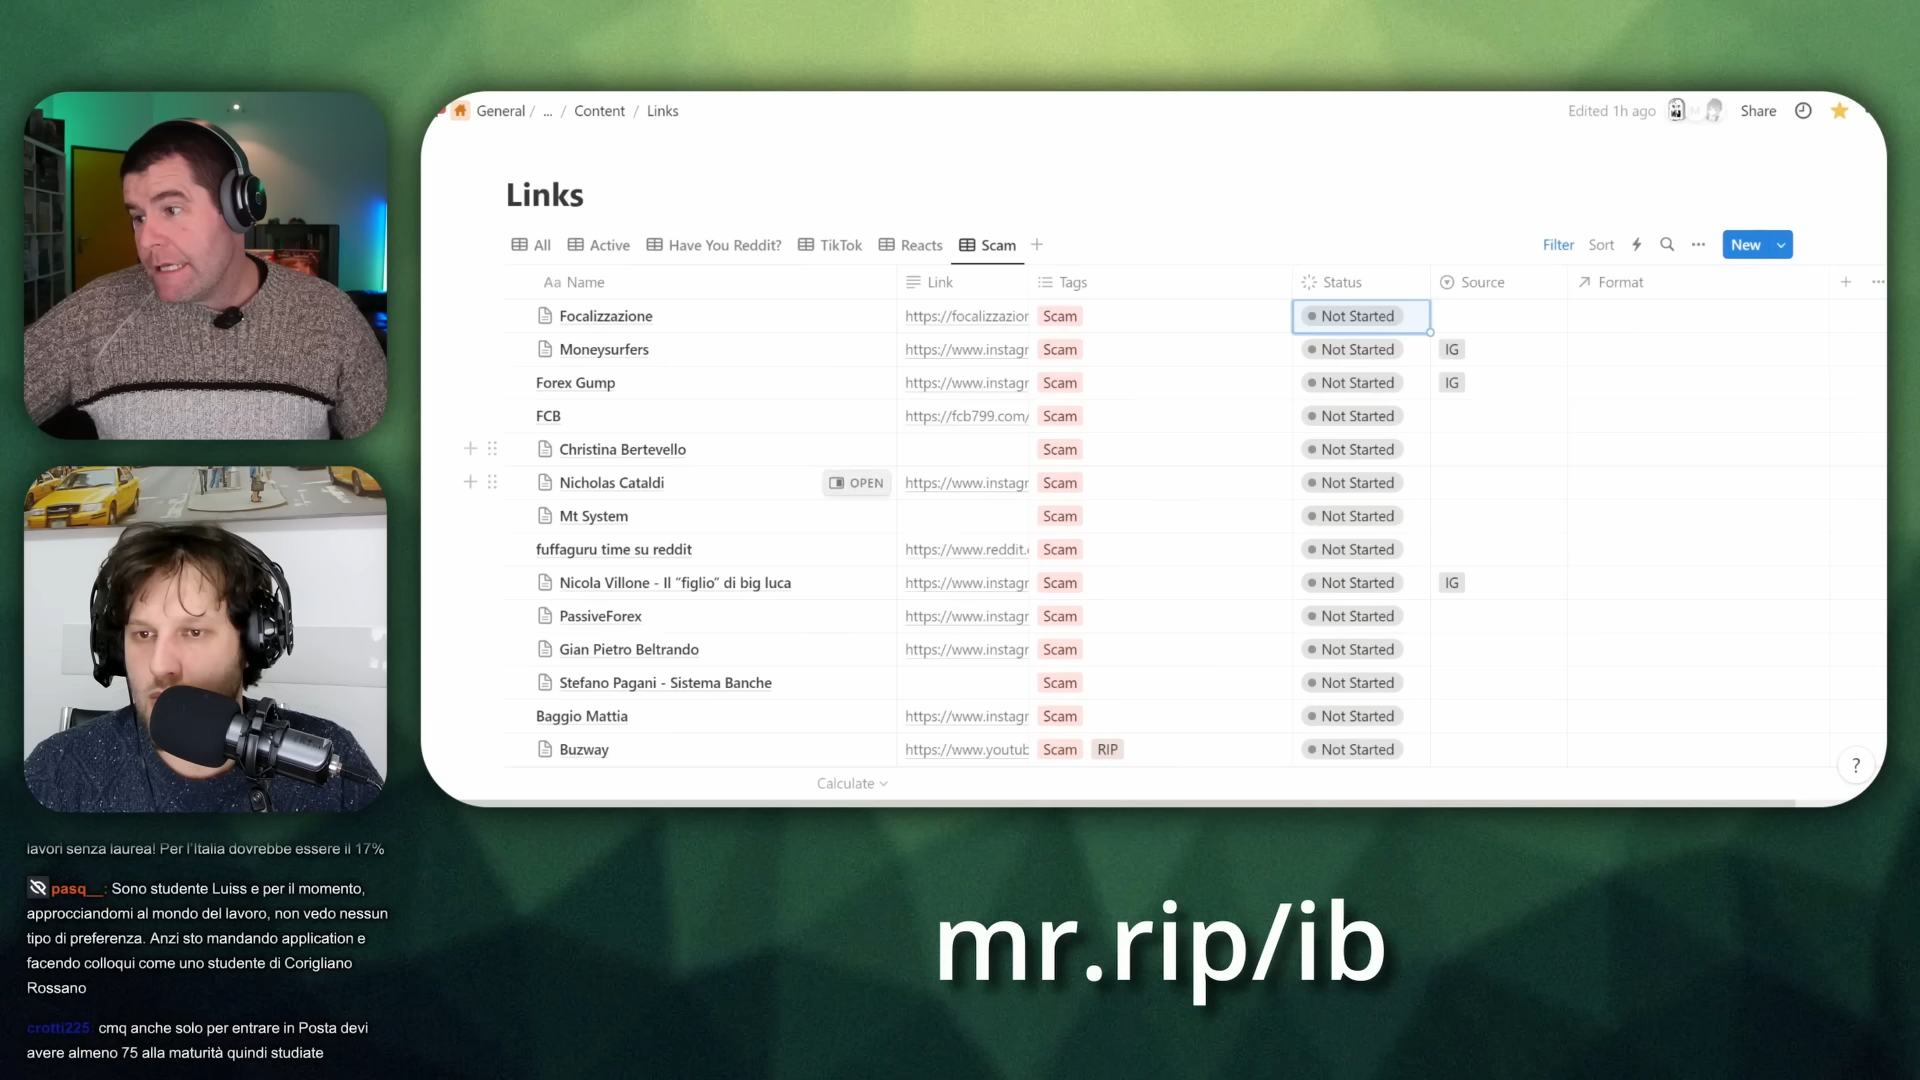 General / ... / Content / Links
Edited 1h ago
Share
Links
All
Active
Have You Reddit?
TikTok
Reacts
Scam
Filter
Sort
New
Aa Name
Link
Tags
Status
Source
Format
Focalizzazione https://focalizzazior Scam Not Started
Moneysurfers https://www.instagr Scam Not Started IG
Forex Gump https://www.instagr Scam Not Started IG
FCB https://fcb799.com/ Scam Not Started
Christina Bertevello Scam Not Started
Nicholas Cataldi OPEN https://www.instagr Scam Not Started
Mt System Scam Not Started
fuffaguru time su reddit https://www.reddit. Scam Not Started
Nicola Villone - Il "figlio" di big luca https://www.instagr Scam Not Started IG
PassiveForex https://www.instagr Scam Not Started
Gian Pietro Beltrando https://www.instagr Scam Not Started
Stefano Pagani - Sistema Banche Scam Not Started
Baggio Mattia https://www.instagr Scam Not Started
Buzway https://www.youtub Scam RIP Not Started
Calculate
?
lavori senza laurea! Per l'Italia dovrebbe essere il 17%
pasq__: Sono studente Luiss e per il momento,
approcciandomi al mondo del lavoro, non vedo nessun
tipo di preferenza. Anzi sto mandando application e
facendo colloqui come uno studente di Corigliano
Rossano
crotti225: cmq anche solo per entrare in Posta devi
avere almeno 75 alla maturità quindi studiate
mr.rip/ib